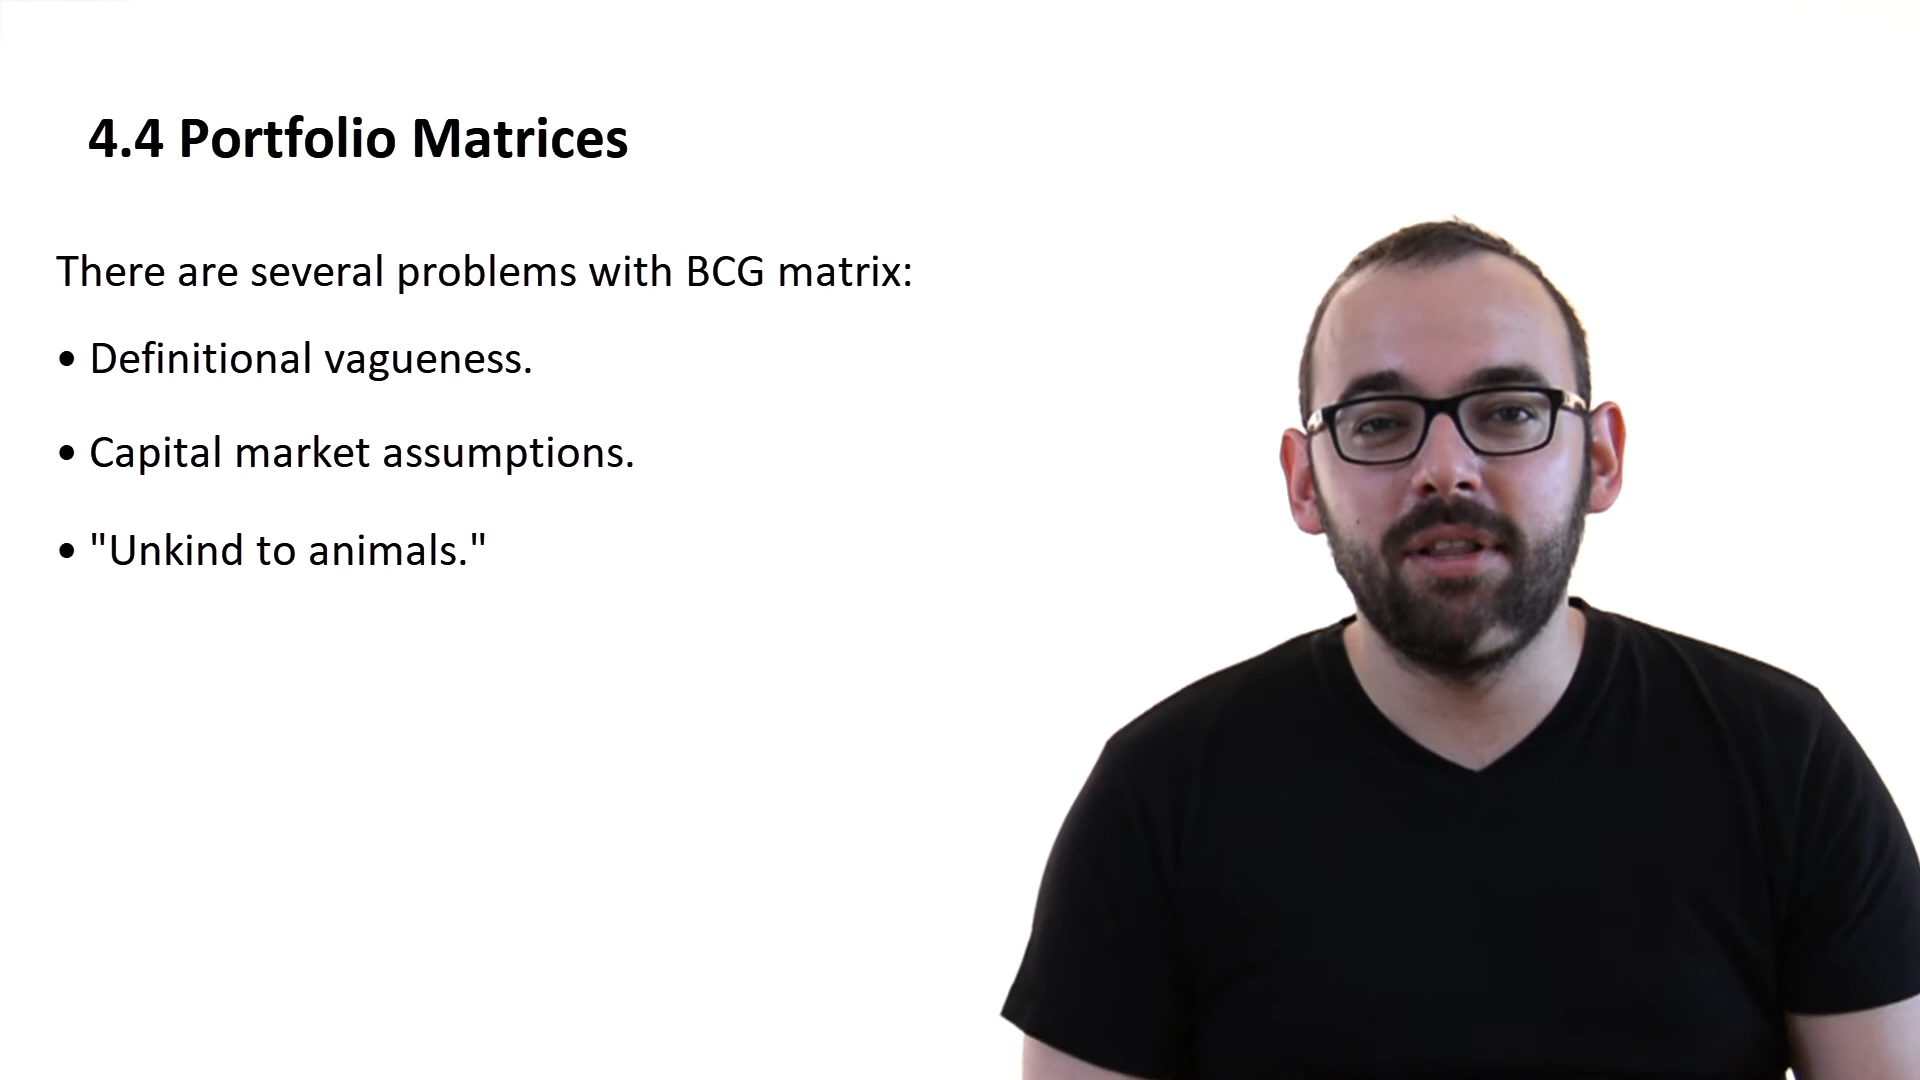 4.4 Portfolio Matrices
There are several problems with BCG matrix:
• Definitional vagueness.
• Capital market assumptions.
• "Unkind to animals."